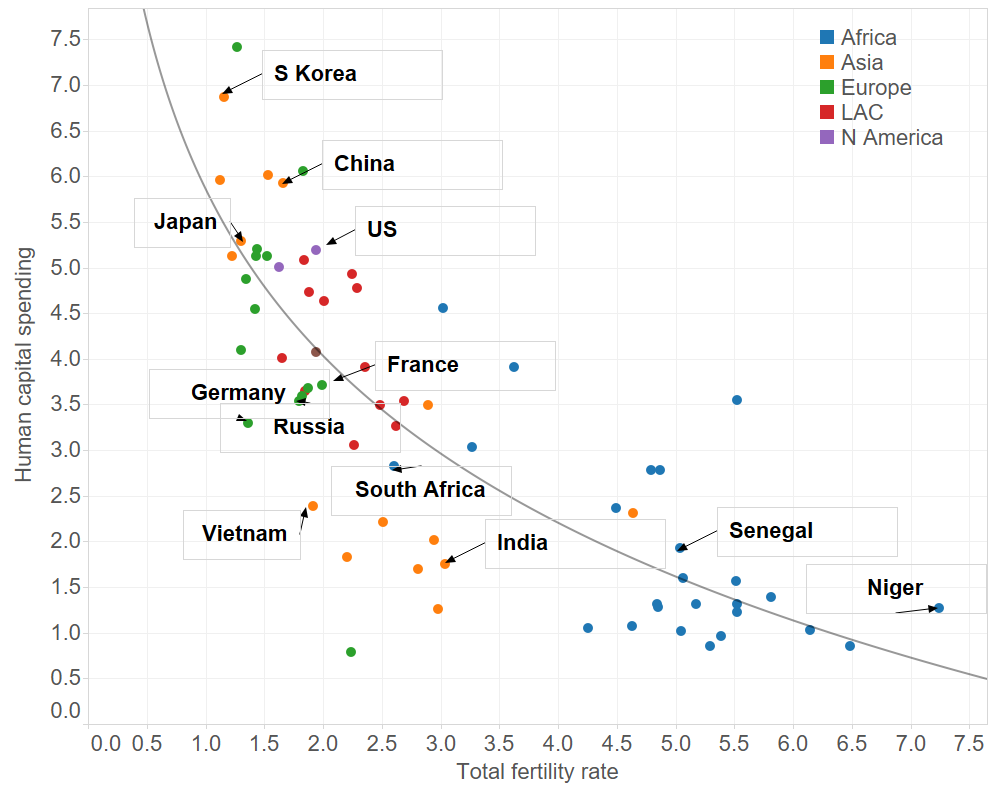 7.5
7.0
6.5
6.0
5.5
5.0
4.5
4.0
3.5
3.0
2.5
2.0
1.5
1.0
0.5
0.0
Human capital spending
S Korea
China
Japan
US
France
Germany
Russia
South Africa
Vietnam
India
Senegal
Niger
Africa
Asia
Europe
LAC
N America
0.0 0.5 1.0 1.5 2.0 2.5 3.0 3.5 4.0 4.5 5.0 5.5 6.0 6.5 7.0 7.5
Total fertility rate